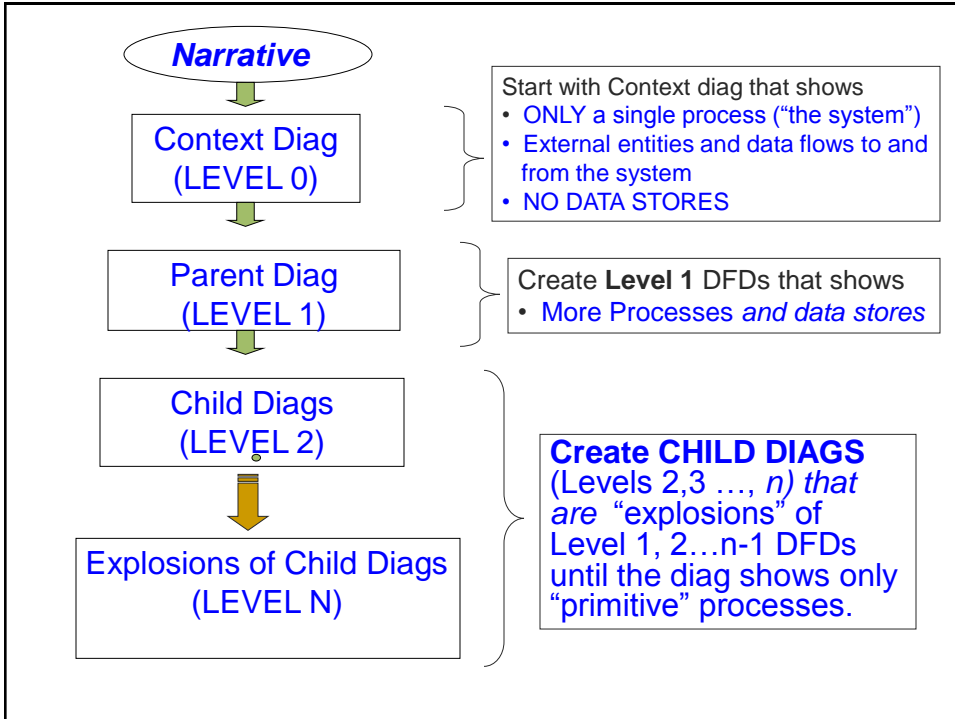 Narrative
Context Diag
(LEVEL 0)
Start with Context diag that shows
• ONLY a single process (“the system”)
• External entities and data flows to and
from the system
• NO DATA STORES
Parent Diag
(LEVEL 1)
Create Level 1 DFDs that shows
• More Processes and data stores
Child Diags
(LEVEL 2)
Explosions of Child Diags
(LEVEL N)
Create CHILD DIAGS
(Levels 2,3 …, n) that
are “explosions” of
Level 1, 2…n-1 DFDs
until the diag shows only
“primitive” processes.